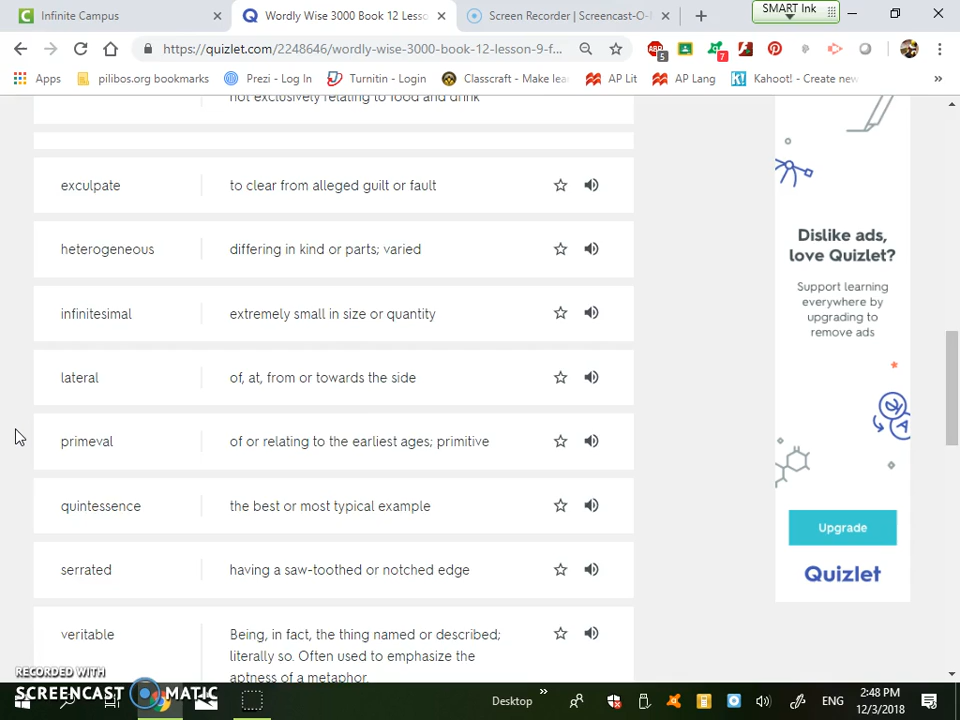 Infinite Campus
Wordly Wise 3000 Book 12 Lesso
Screen Recorder | Screencast-O-
SMART Ink
https://quizlet.com/2248646/wordly-wise-3000-book-12-lesson-9-f...
5
7
Apps
pilibos.org bookmarks
Prezi - Log In
Turnitin - Login
Classcraft - Make lea
AP Lit
AP Lang
Kahoot! - Create new
»
not exclusively relating to food and drink
exculpate
to clear from alleged guilt or fault
heterogeneous
differing in kind or parts; varied
infinitesimal
extremely small in size or quantity
lateral
of, at, from or towards the side
primeval
of or relating to the earliest ages; primitive
quintessence
the best or most typical example
serrated
having a saw-toothed or notched edge
veritable
Being, in fact, the thing named or described;
literally so. Often used to emphasize the
aptness of a metaphor.
Dislike ads,
love Quizlet?
Support learning
everywhere by
upgrading to
remove ads
Upgrade
Quizlet
RECORDED WITH
SCREENCAST MATIC
Desktop
»
ENG
2:48 PM
12/3/2018